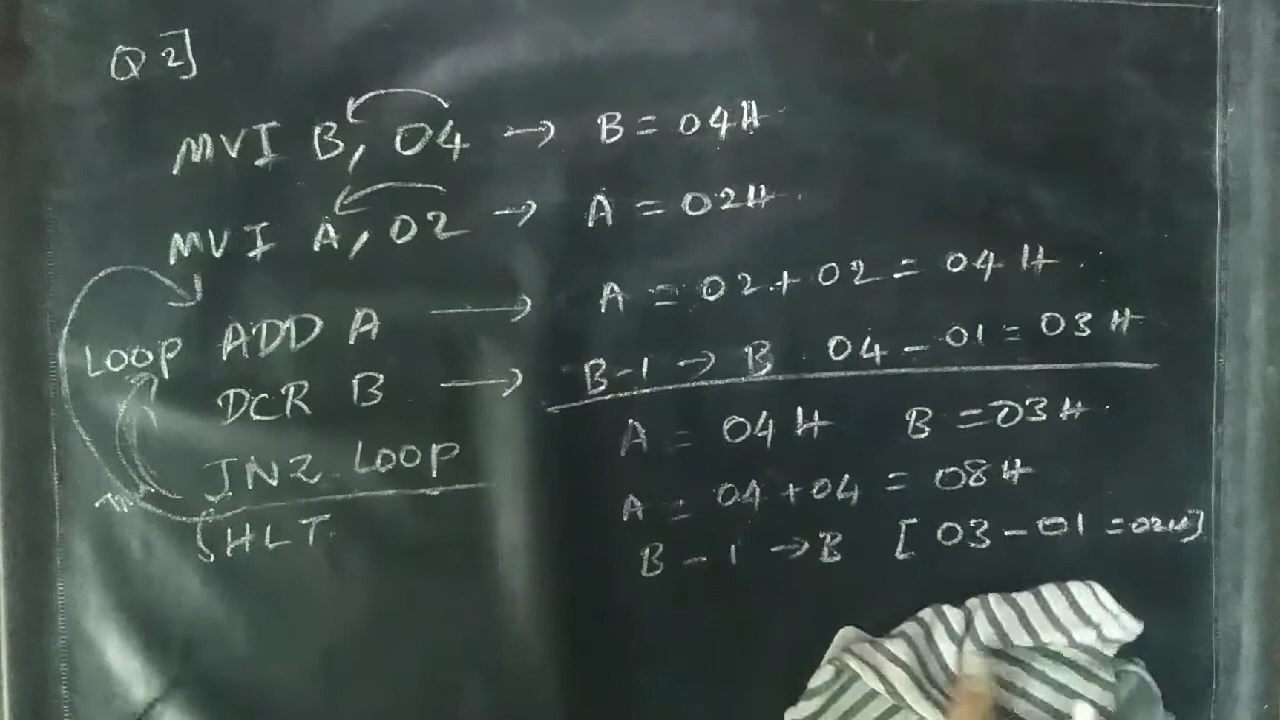 Q 2]
MVI B, 04 → B = 04H
MVI A, 02 → A = 02H.
LOOP ADD A → A = 02 + 02 = 04 H.
DCR B → B-1 → B 04 - 01 = 03 H
JNZ LOOP
HLT
A = 04 H B = 03 H.
A = 04 + 04 = 08 H
B - 1 → B [ 03 - 01 = 02H]